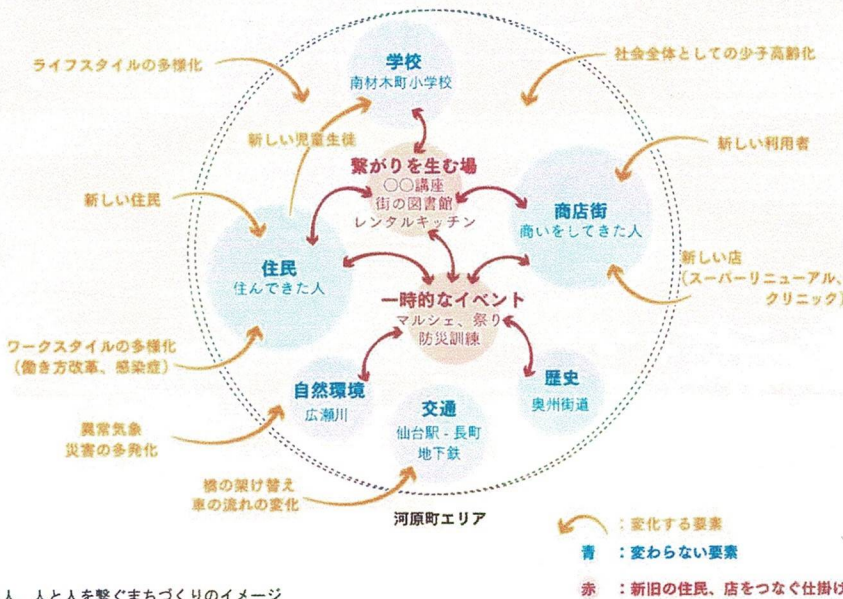 学校
南材木町小学校
ライフスタイルの多様化
社会全体としての少子高齢化
新しい児童生徒
新しい利用者
繋がりを生む場
〇〇講座
街の図書館
レンタルキッチン
新しい住民
商店街
商いをしてきた人
住民
住んできた人
新しい店
(スーパーリニューアル、
クリニック)
一時的なイベント
マルシェ、祭り
防災訓練
ワークスタイルの多様化
(働き方改革、感染症)
自然環境
広瀬川
歴史
奥州街道
交通
仙台駅 - 長町
地下鉄
異常気象
災害の多発化
橋の架け替え
車の流れの変化
河原町エリア
：変化する要素
青 ：変わらない要素
赤 ：新旧の住民、店をつなぐ仕掛け
人、人と人を繋ぐまちづくりのイメージ